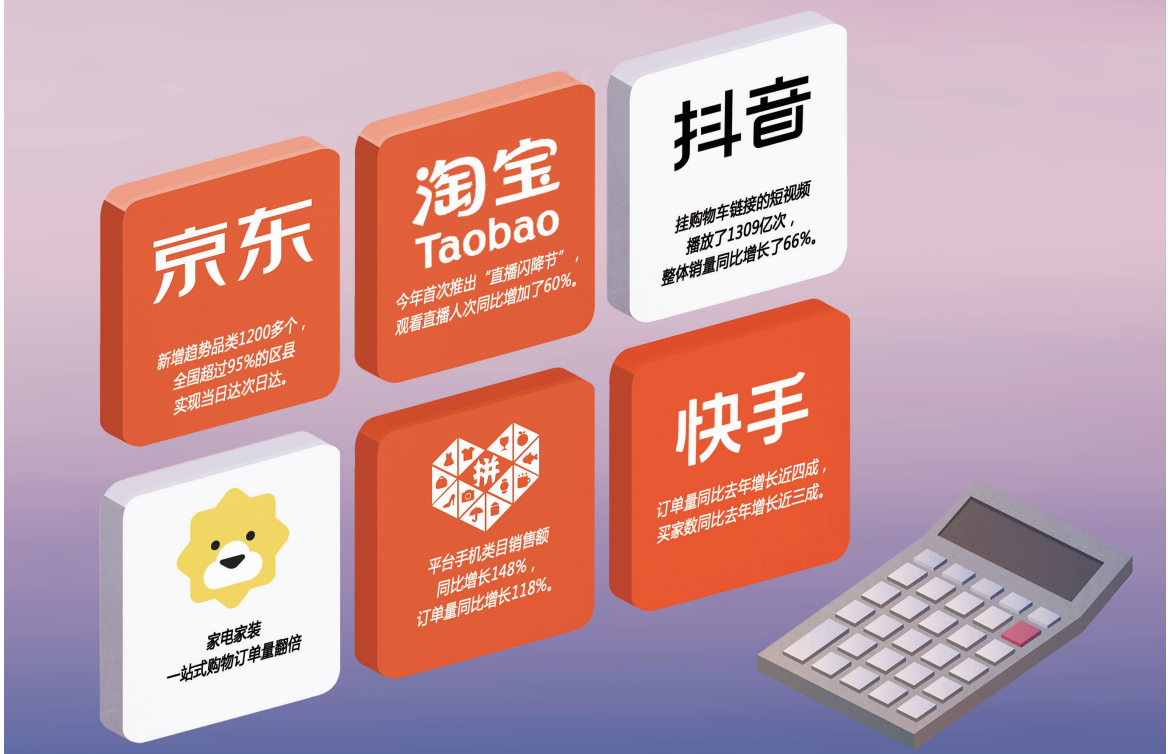 京东
新增趋势品类1200多个，
全国超过95%的区县
实现当日达次日达。
淘宝
Taobao
今年首次推出“直播闪降节”，
观看直播人次同比增加了60%。
抖音
挂购物车链接的短视频
播放了1309亿次，
整体销量同比增长了66%。
家电家装
一站式购物订单量翻倍
拼
平台手机类目销售额
同比增长148%，
订单量同比增长118%。
快手
订单量同比去年增长近四成，
买家数同比去年增长近三成。